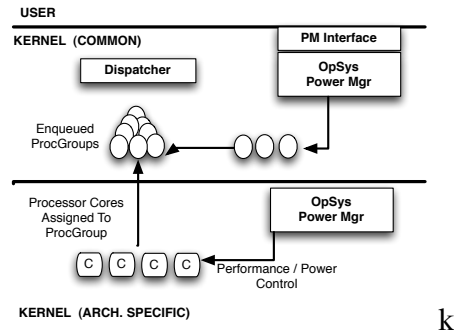 USER
KERNEL (COMMON)
PM Interface
Dispatcher
OpSys
Power Mgr
Enqueued
ProcGroups
Processor Cores
Assigned To
ProcGroup
OpSys
Power Mgr
C C C C
Performance / Power
Control
KERNEL (ARCH. SPECIFIC)
k